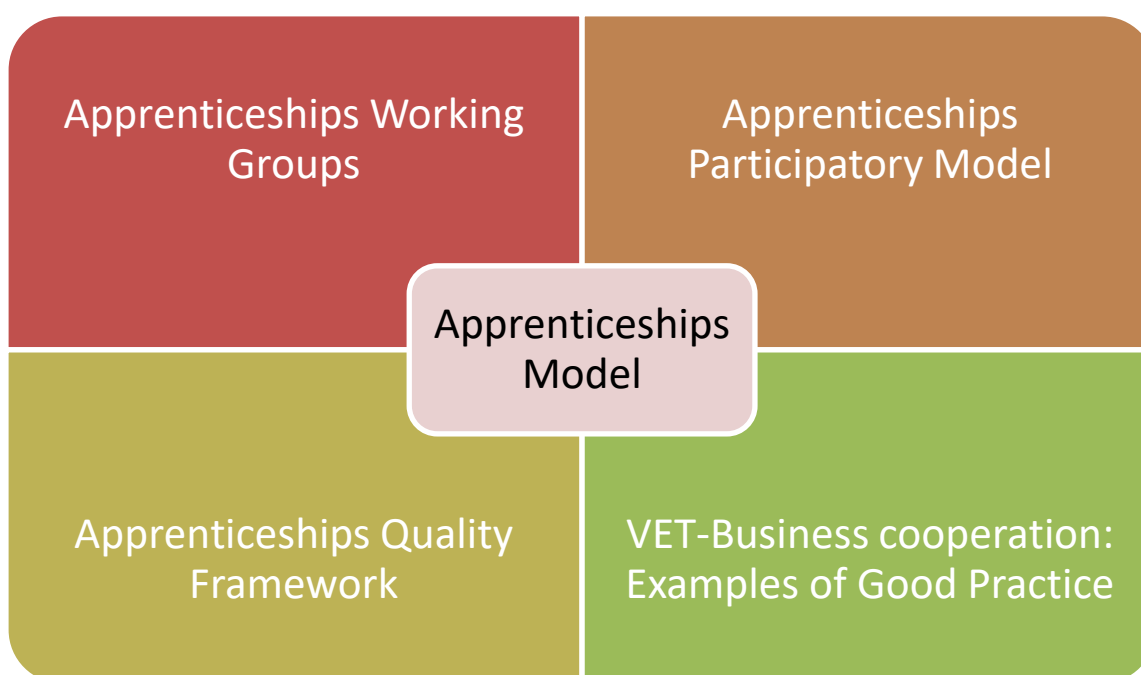 Apprenticeships Working
Groups
Apprenticeships
Participatory Model
Apprenticeships
Model
Apprenticeships Quality
Framework
VET-Business cooperation:
Examples of Good Practice